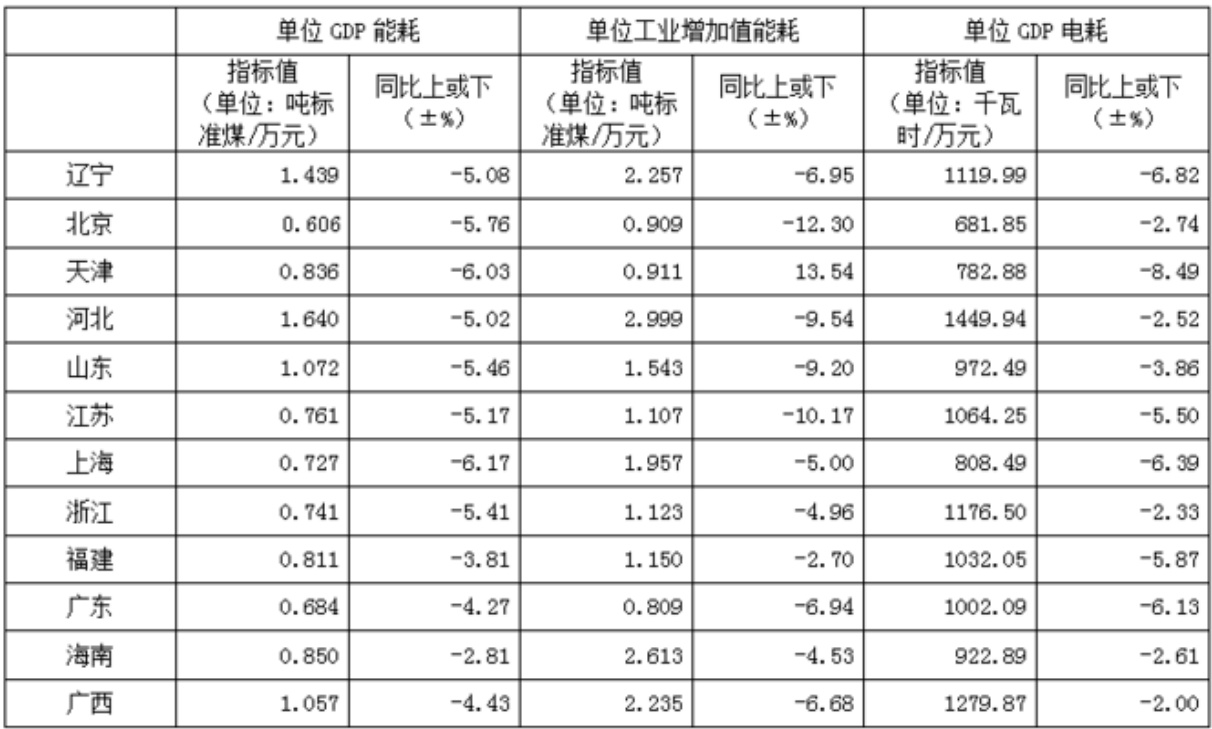 单位 GDP 能耗 单位工业增加值能耗 单位 GDP 电耗
指标值 同比上或下 指标值 同比上或下 指标值 同比上或下
（单位：吨标 （±%） （单位：吨标 （±%） （单位：千瓦 （±%）
准煤/万元） 准煤/万元） 时/万元）
辽宁 1.439 -5.08 2.257 -6.95 1119.99 -6.82
北京 0.606 -5.76 0.909 -12.30 681.85 -2.74
天津 0.836 -6.03 0.911 13.54 782.88 -8.49
河北 1.640 -5.02 2.999 -9.54 1449.94 -2.52
山东 1.072 -5.46 1.543 -9.20 972.49 -3.86
江苏 0.761 -5.17 1.107 -10.17 1064.25 -5.50
上海 0.727 -6.17 1.957 -5.00 808.49 -6.39
浙江 0.741 -5.41 1.123 -4.96 1176.50 -2.33
福建 0.811 -3.81 1.150 -2.70 1032.05 -5.87
广东 0.684 -4.27 0.809 -6.94 1002.09 -6.13
海南 0.850 -2.81 2.613 -4.53 922.89 -2.61
广西 1.057 -4.43 2.235 -6.68 1279.87 -2.00